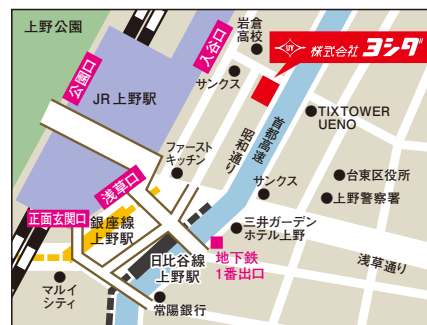 上野公園
岩倉
高校
UY 株式会社 ヨシダ
入谷口
公園口
サンクス
JR上野駅
TIXTOWER
UENO
首都高速
昭和通り
ファースト
キッチン
浅草口
サンクス
台東区役所
上野警察署
正面玄関口
銀座線
上野駅
三井ガーデン
ホテル上野
日比谷線
上野駅
地下鉄
1番出口
浅草通り
マルイ
シティ
常陽銀行